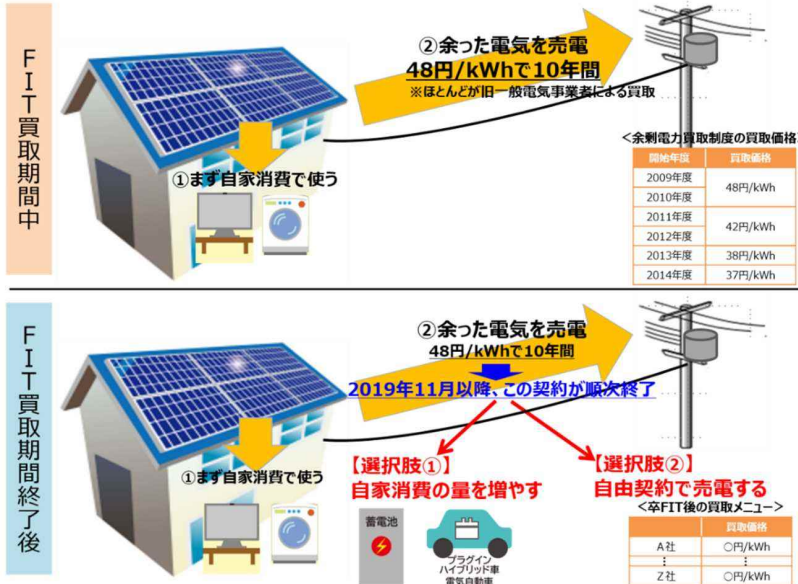 FIT買取期間中
②余った電気を売電
48円/kWhで10年間
※ほとんどが旧一般電気事業者による買取
①まず自家消費で使う
<余剰電力買取制度の買取価格
開始年度 買取価格
2009年度 48円/kWh
2010年度
2011年度 42円/kWh
2012年度
2013年度 38円/kWh
2014年度 37円/kWh
FIT買取期間終了後
②余った電気を売電
48円/kWhで10年間
2019年11月以降、この契約が順次終了
①まず自家消費で使う
【選択肢①】
自家消費の量を増やす
蓄電池
プラグイン
ハイブリッド車
電気自動車
【選択肢②】
自由契約で売電する
<卒FIT後の買取メニュー>
買取価格
A社 ○円/kWh
⋮ ⋮
Z社 ○円/kWh